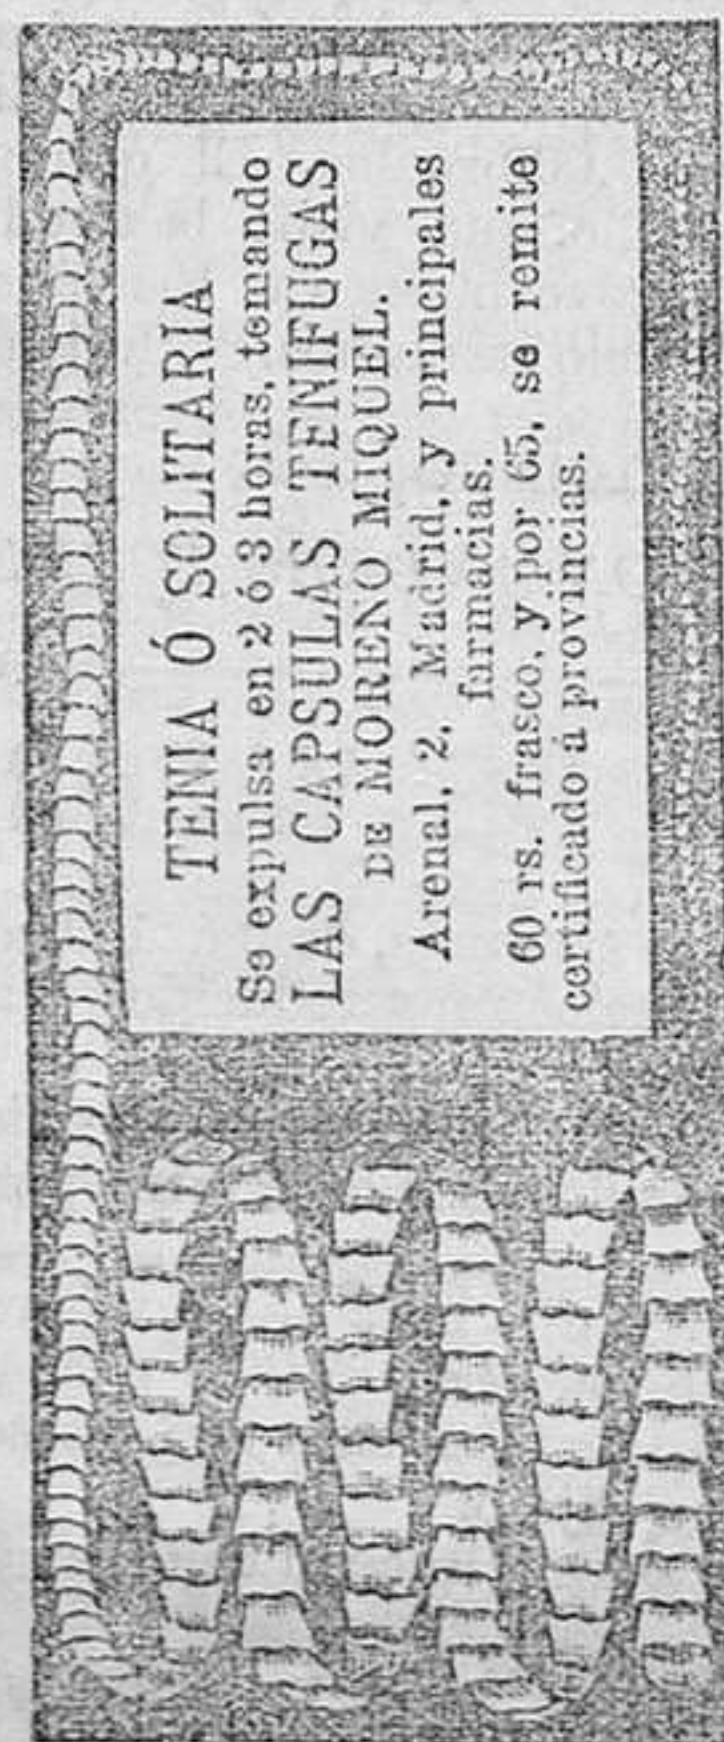 TENIA Ó SOLITARIA
Se expulsa en 2 ó 3 horas, temando
LAS CAPSULAS TENIFUGAS
DE MORENO MIQUEL.
Arenal, 2, Madrid, y principales
farmacias.
60 rs. frasco, y por 65, se remite
certificado á provincias.